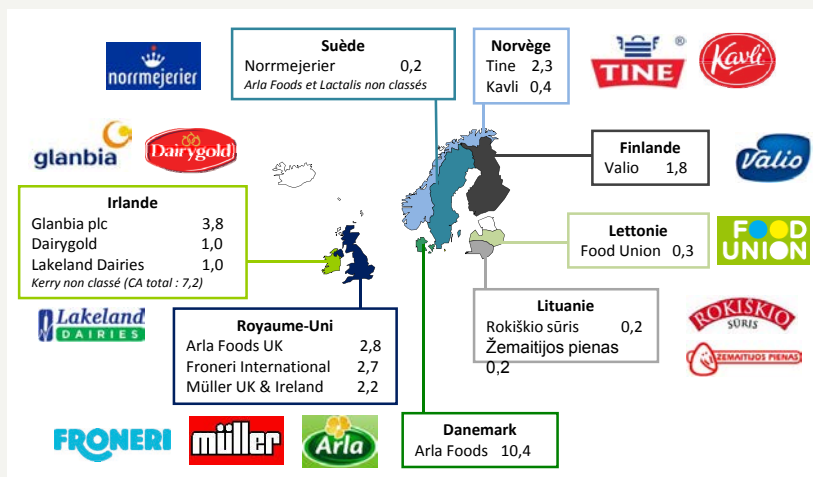 Suède
Norrmejerier 0,2
Arla Foods et Lactalis non classés
Norvège
Tine 2,3
Kavli 0,4
norrmejerier
TINE ®
Kavli
glanbia
Dairygold
Finlande
Valio 1,8
Valio
Irlande
Glanbia plc 3,8
Dairygold 1,0
Lakeland Dairies 1,0
Kerry non classé (CA total : 7,2)
Lettonie
Food Union 0,3
FOOD
UNION
Lakeland
DAIRIES
Royaume-Uni
Arla Foods UK 2,8
Froneri International 2,7
Müller UK & Ireland 2,2
Lituanie
Rokiškio sūris 0,2
Žemaitijos pienas
0,2
ROKIŠKIO
SŪRIS
ŽEMAITIJOS PIENAS
FRONERI
müller
Arla
Danemark
Arla Foods 10,4